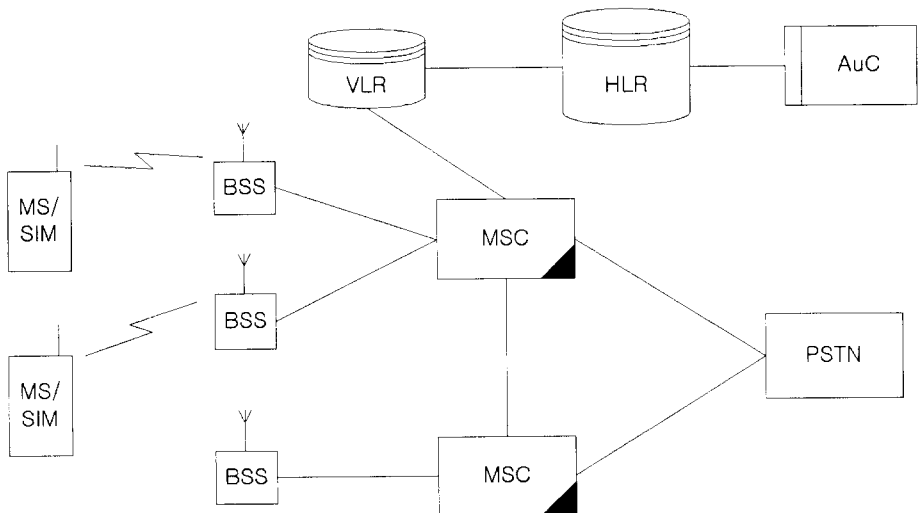 VLR
HLR
AuC
MS/
SIM
BSS
MSC
BSS
PSTN
MS/
SIM
BSS
MSC